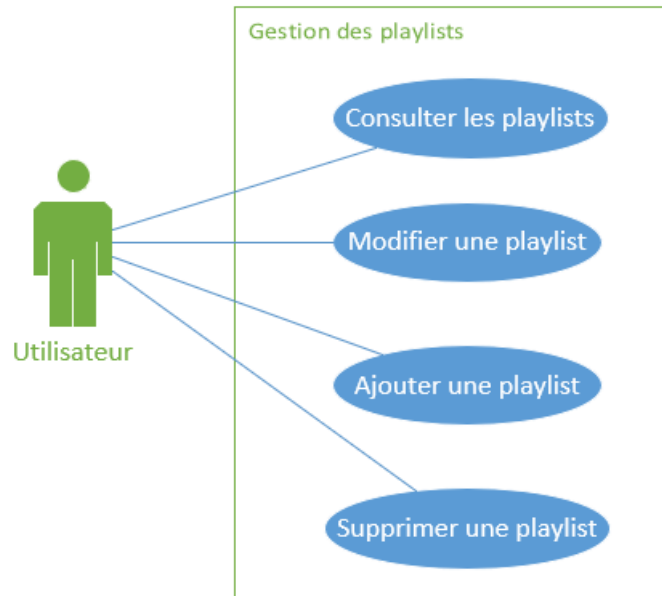 Gestion des playlists
Consulter les playlists
Modifier une playlist
Utilisateur
Ajouter une playlist
Supprimer une playlist